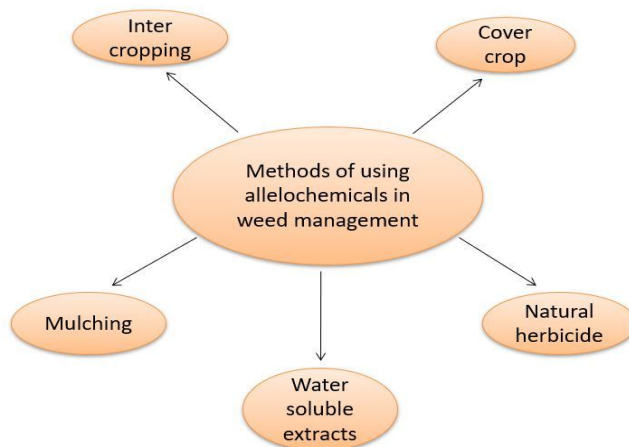 Inter
cropping
Cover
crop
Methods of using
allelochemicals in
weed management
Mulching
Natural
herbicide
Water
soluble
extracts